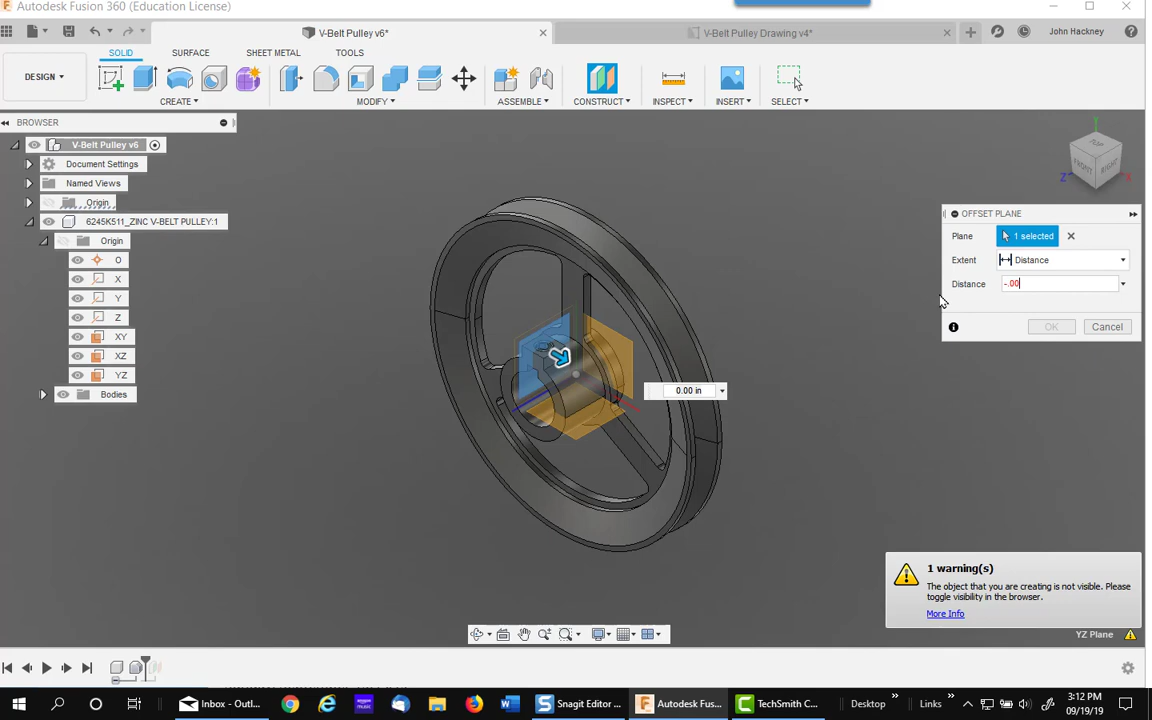 Autodesk Fusion 360 (Education License)
V-Belt Pulley v6*
V-Belt Pulley Drawing v4*
John Hackney
DESIGN
SOLID
SURFACE
SHEET METAL
TOOLS
CREATE
MODIFY
ASSEMBLE
CONSTRUCT
INSPECT
INSERT
SELECT
BROWSER
V-Belt Pulley v6
Document Settings
Named Views
Origin
6245K511_ZINC V-BELT PULLEY:1
Origin
O
X
Y
Z
XY
XZ
YZ
Bodies
TOP
FRONT
RIGHT
Y
Z
X
OFFSET PLANE
Plane
1 selected
Extent
Distance
Distance
-.00
OK
Cancel
0.00 in
1 warning(s)
The object that you are creating is not visible. Please
toggle visibility in the browser.
More Info
YZ Plane
Inbox - Outl...
Snagit Editor ...
Autodesk Fus...
TechSmith C...
Desktop
Links
3:12 PM
09/19/19